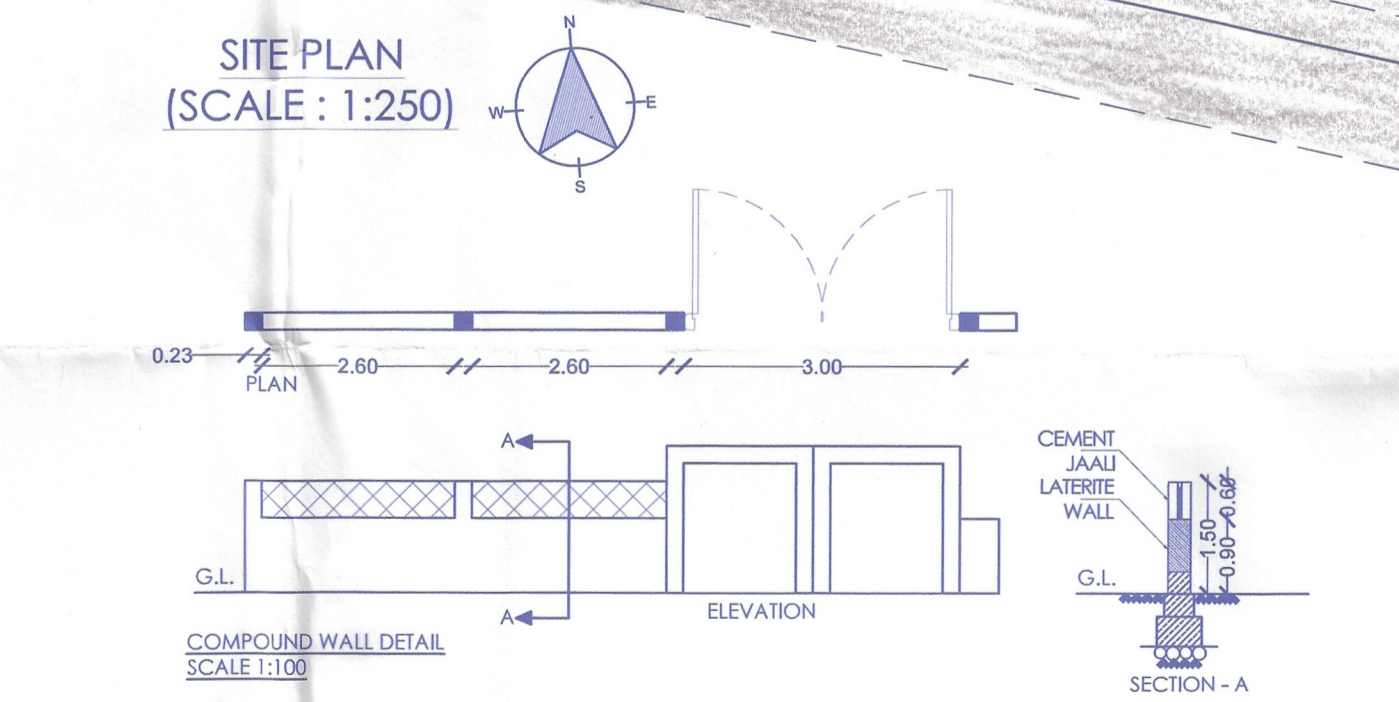 SITE PLAN
(SCALE : 1:250)
N
W
E
S
0.23
2.60
2.60
3.00
PLAN
A
A
G.L.
ELEVATION
COMPOUND WALL DETAIL
SCALE 1:100
CEMENT
JAALI
LATERITE
WALL
1.50
0.60
0.90
G.L.
SECTION - A